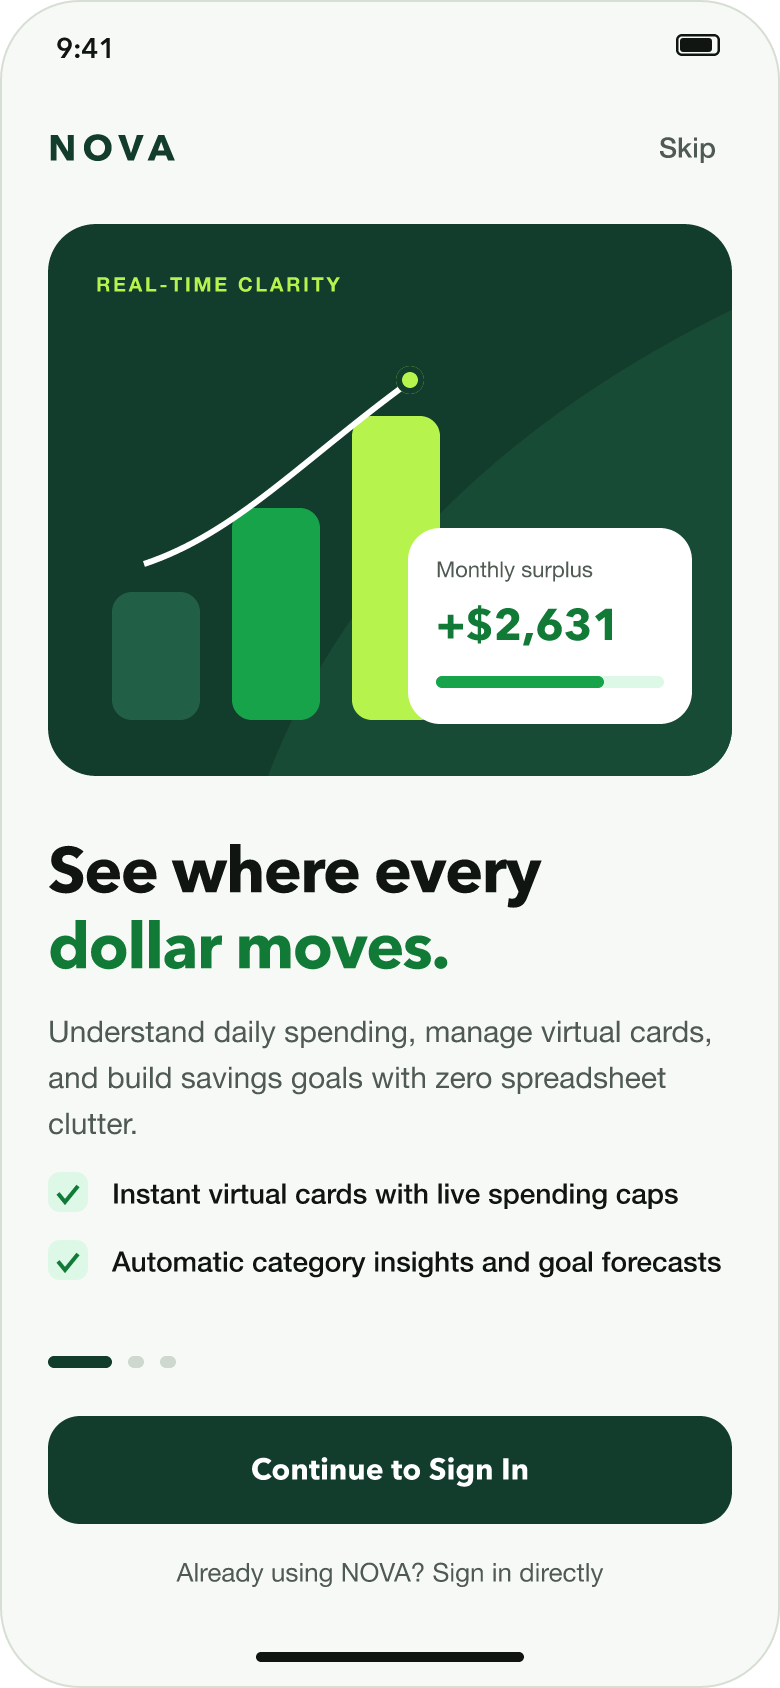 9:41
NOVA
Skip
REAL-TIME CLARITY
Monthly surplus
+$2,631
See where every
dollar moves.
Understand daily spending, manage virtual cards,
and build savings goals with zero spreadsheet
clutter.
Instant virtual cards with live spending caps
Automatic category insights and goal forecasts
Continue to Sign In
Already using NOVA? Sign in directly